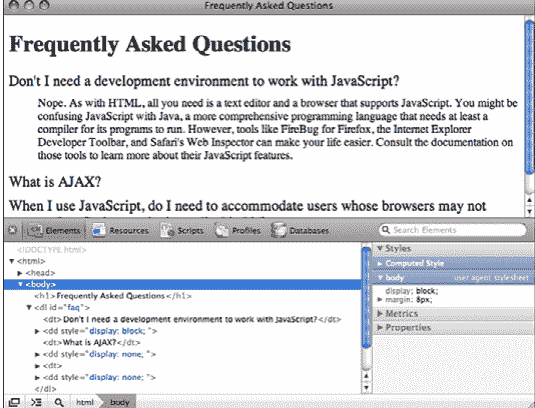 Frequently Asked Questions
Frequently Asked Questions
Don't I need a development environment to work with JavaScript?
Nope. As with HTML, all you need is a text editor and a browser that supports JavaScript. You might be
confusing JavaScript with Java, a more comprehensive programming language that needs at least a
compiler for its programs to run. However, tools like FireBug for Firefox, the Internet Explorer
Developer Toolbar, and Safari's Web Inspector can make your life easier. Consult the documentation on
those tools to learn more about their JavaScript features.
What is AJAX?
When I use JavaScript, do I need to accommodate users whose browsers may not
Elements Resources Scripts Profiles Databases Search Elements
<!DOCTYPE html>
▼<html>
▶<head>
▼<body>
<h1>Frequently Asked Questions</h1>
▼<dl id="faq">
<dt>Don't I need a development environment to work with JavaScript?</dt>
▶<dd style="display: block; ">
<dt>What is AJAX?</dt>
▶<dd style="display: none; ">
▶<dt>
▶<dd style="display: none; ">
</dl>
▼Styles
▶Computed Style
▼body user agent stylesheet
display: block;
▶margin: 8px;
▶Metrics
▶Properties
html body